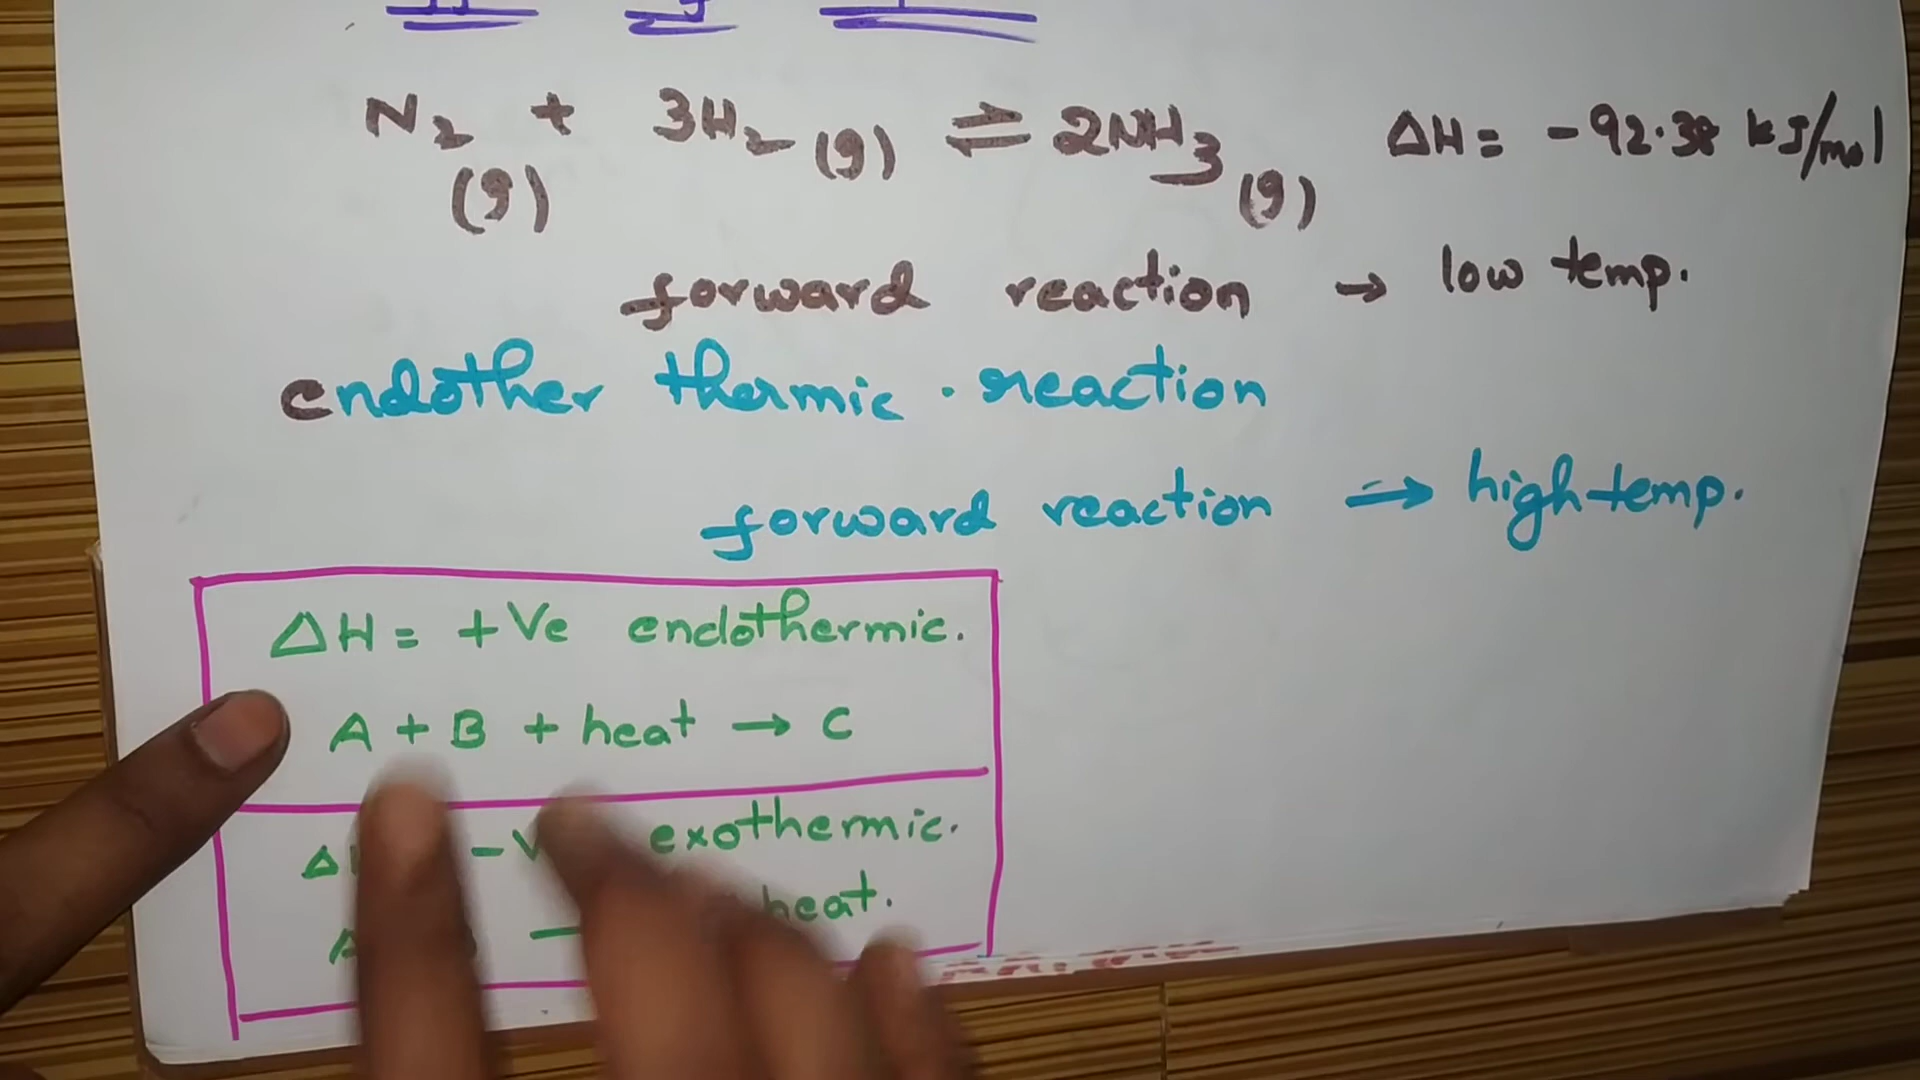 N2 (g) + 3H2 (g) ⇌ 2NH3 (g) ΔH = -92.38 kJ/mol
forward reaction → low temp.
endother thermic . reaction
forward reaction → high temp.
ΔH = +Ve endothermic.
A + B + heat → C
Δ -V exothermic.
heat.